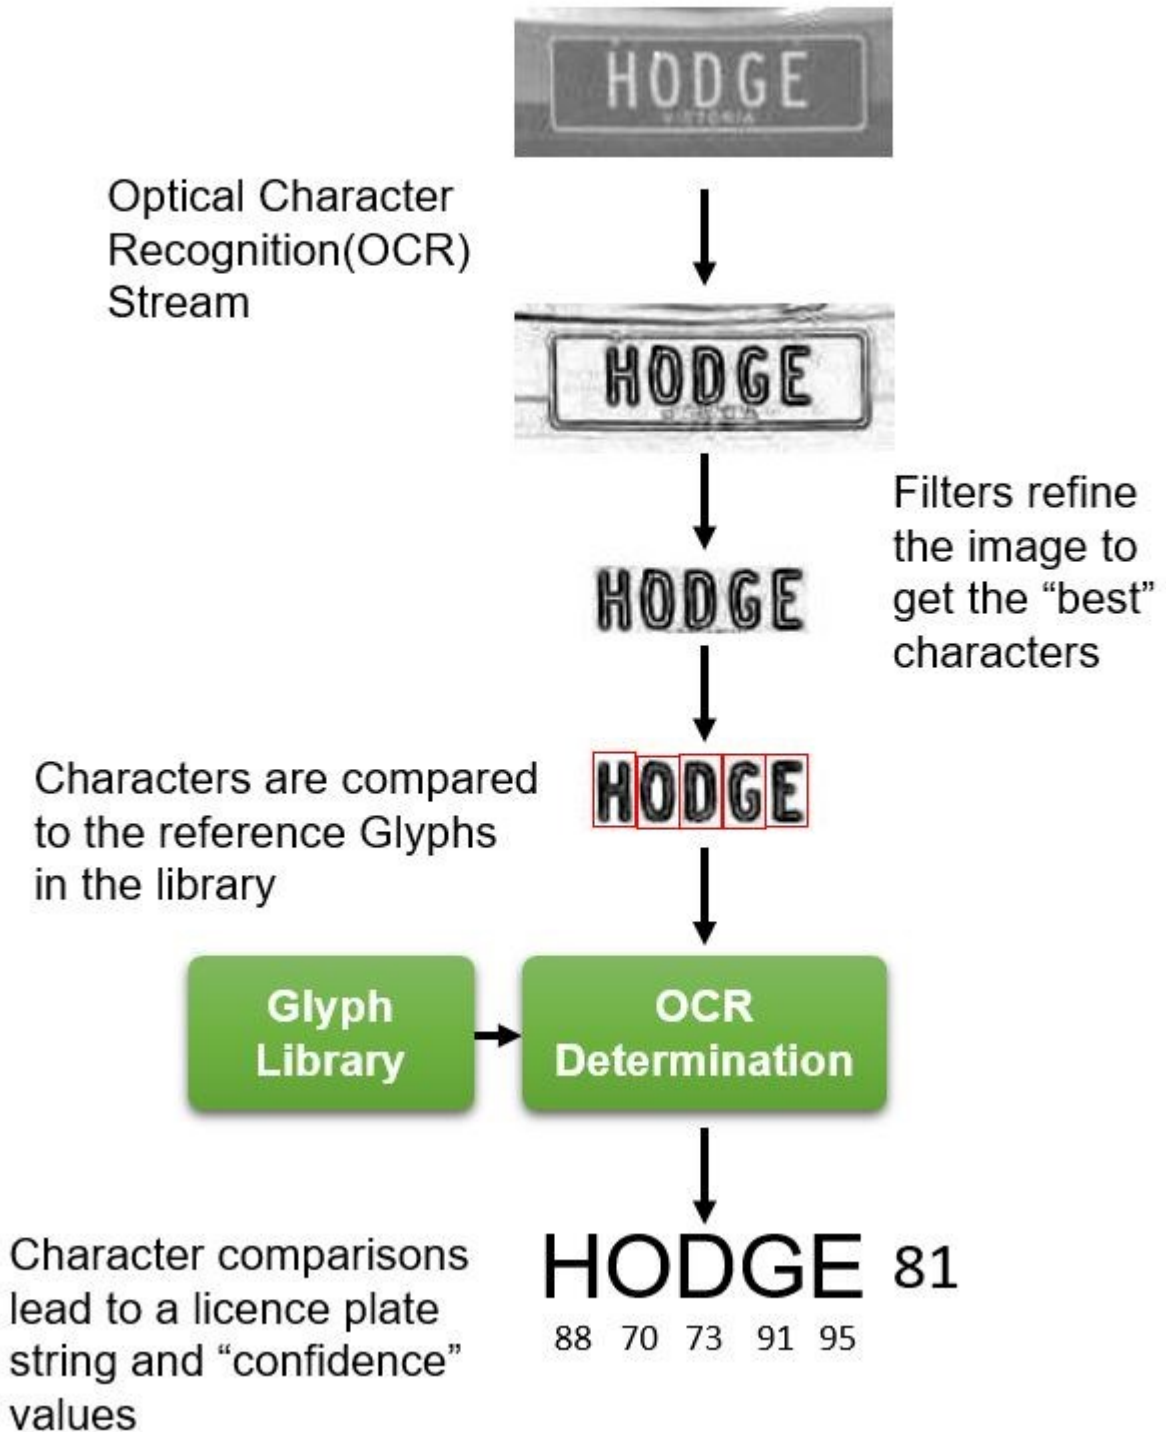 HODGE
VICTORIA
Optical Character
Recognition(OCR)
Stream
HODGE
Filters refine
the image to
get the “best”
characters
HODGE
Characters are compared
to the reference Glyphs
in the library
HODGE
Glyph
Library
OCR
Determination
Character comparisons
lead to a licence plate
string and “confidence”
values
HODGE 81
88 70 73 91 95